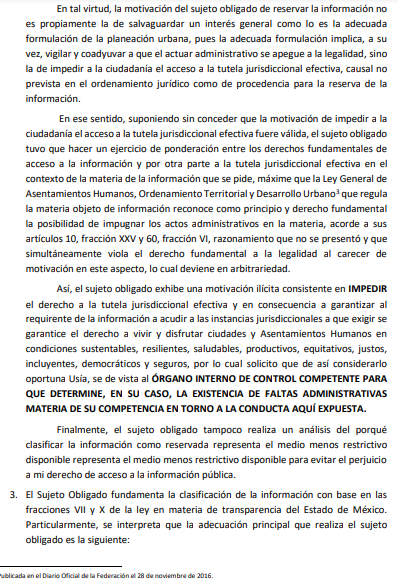 En tal virtud, la motivación del sujeto obligado de reservar la información no
es propiamente la de salvaguardar un interés general como lo es la adecuada
formulación de la planeación urbana, pues la adecuada formulación implica, a su
vez, vigilar y coadyuvar a que el actuar administrativo se apegue a la legalidad, sino
la de impedir a la ciudadanía el acceso a la tutela jurisdiccional efectiva, causal no
prevista en el ordenamiento jurídico como de procedencia para la reserva de la
información.
En ese sentido, suponiendo sin conceder que la motivación de impedir a la
ciudadanía el acceso a la tutela jurisdiccional efectiva fuere válida, el sujeto obligado
tuvo que hacer un ejercicio de ponderación entre los derechos fundamentales de
acceso a la información y por otra parte a la tutela jurisdiccional efectiva en el
contexto de la materia de la información que se pide, máxime que la Ley General de
Asentamientos Humanos, Ordenamiento Territorial y Desarrollo Urbano³ que regula
la materia objeto de información reconoce como principio y derecho fundamental
la posibilidad de impugnar los actos administrativos en la materia, acorde a sus
artículos 10, fracción XXV y 60, fracción VI, razonamiento que no se presentó y que
simultáneamente viola el derecho fundamental a la legalidad al carecer de
motivación en este aspecto, lo cual deviene en arbitrariedad.
Así, el sujeto obligado exhibe una motivación ilícita consistente en IMPEDIR
el derecho a la tutela jurisdiccional efectiva y en consecuencia a garantizar al
requirente de la información a acudir a las instancias jurisdiccionales a que exigir se
garantice el derecho a vivir y disfrutar ciudades y Asentamientos Humanos en
condiciones sustentables, resilientes, saludables, productivos, equitativos, justos,
incluyentes, democráticos y seguros, por lo cual solicito que de así considerarlo
oportuna Usía, se de vista al ÓRGANO INTERNO DE CONTROL COMPETENTE PARA
QUE DETERMINE, EN SU CASO, LA EXISTENCIA DE FALTAS ADMINISTRATIVAS
MATERIA DE SU COMPETENCIA EN TORNO A LA CONDUCTA AQUÍ EXPUESTA.
Finalmente, el sujeto obligado tampoco realiza un análisis del porqué
clasificar la información como reservada representa el medio menos restrictivo
disponible representa el medio menos restrictivo disponible para evitar el perjuicio
a mi derecho de acceso a la información pública.
3. El Sujeto Obligado fundamenta la clasificación de la información con base en las
fracciones VII y X de la ley en materia de transparencia del Estado de México.
Particularmente, se interpreta que la adecuación principal que realiza el sujeto
obligado es la siguiente:
Publicada en el Diario Oficial de la Federación el 28 de noviembre de 2016.